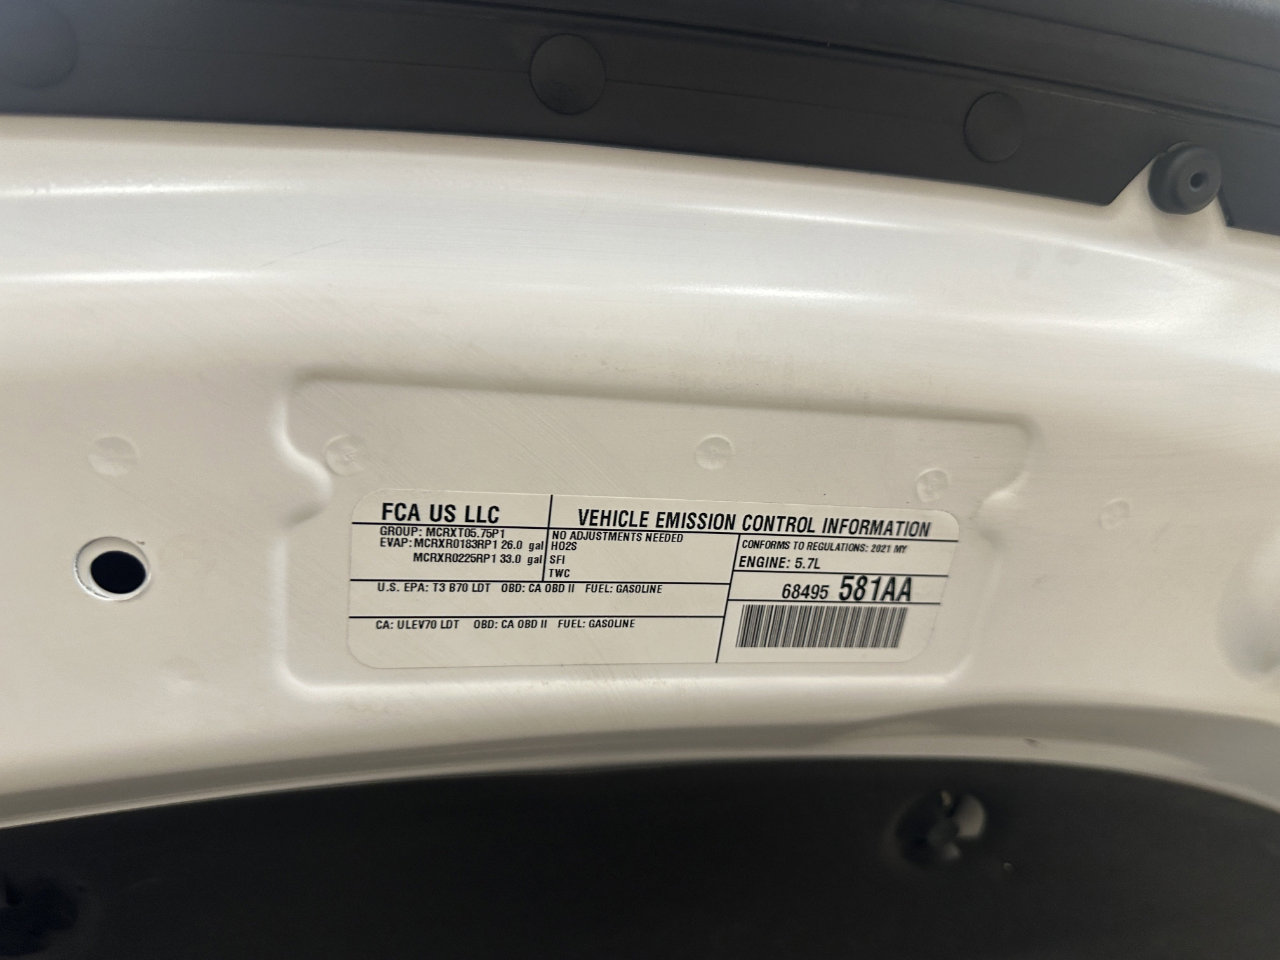 FCA US LLC
VEHICLE EMISSION CONTROL INFORMATION
GROUP: MCRXT05.75P1
EVAP: MCRXR0183RP1 26.0 gal
MCRXR0225RP1 33.0 gal
NO ADJUSTMENTS NEEDED
HO2S
SFI
TWC
CONFORMS TO REGULATIONS: 2021 MY
ENGINE: 5.7L
68495 581AA
U.S. EPA: T3 B70 LDT OBD: CA OBD II FUEL: GASOLINE
CA: ULEV70 LDT OBD: CA OBD II FUEL: GASOLINE